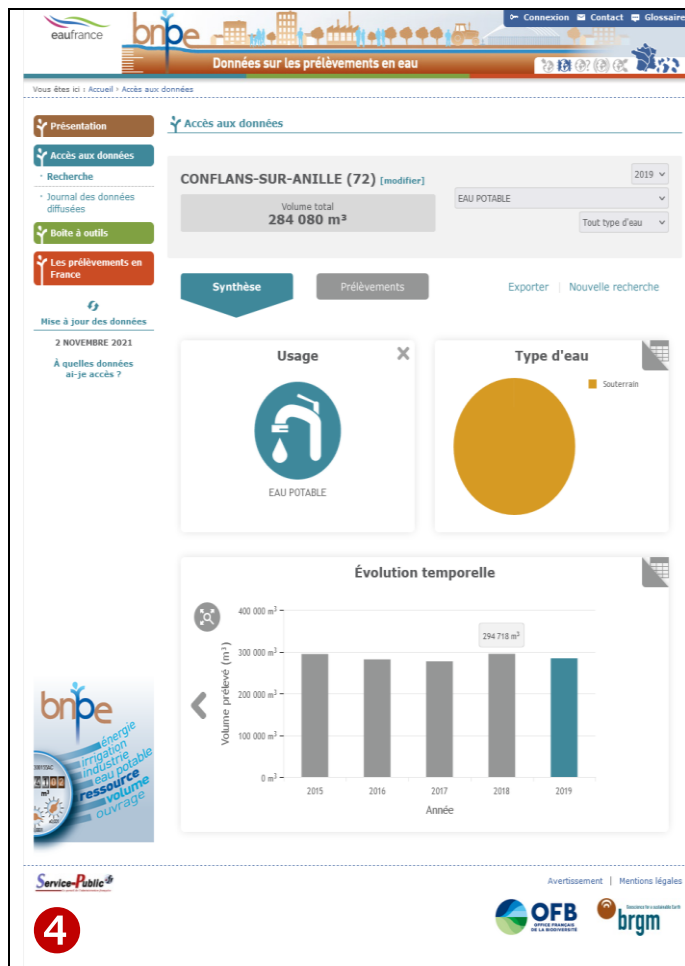 eaufrance
bnpe
Connexion Contact Glossaire
Données sur les prélèvements en eau
Vous êtes ici : Accueil › Accès aux données
Présentation
Accès aux données
Recherche
Journal des données
diffusées
Boîte à outils
Les prélèvements en
France
Mise à jour des données
2 NOVEMBRE 2021
À quelles données
ai-je accès ?
Accès aux données
CONFLANS-SUR-ANILLE (72) [modifier]
Volume total
284 080 m³
2019
EAU POTABLE
Tout type d'eau
Synthèse
Prélèvements
Exporter | Nouvelle recherche
Usage
EAU POTABLE
Type d'eau
Souterrain
Évolution temporelle
Volume prélevé (m³)
400 000 m³
300 000 m³
200 000 m³
100 000 m³
0 m³
294 718 m³
2015 2016 2017 2018 2019
Année
bnpe
énergie
irrigation
industrie
eau potable
ressource
volume
ouvrage
m³
Service-Public
Avertissement | Mentions légales
4
OFB
OFFICE FRANÇAIS
DE LA BIODIVERSITÉ
Geoscience for a sustainable Earth
brgm